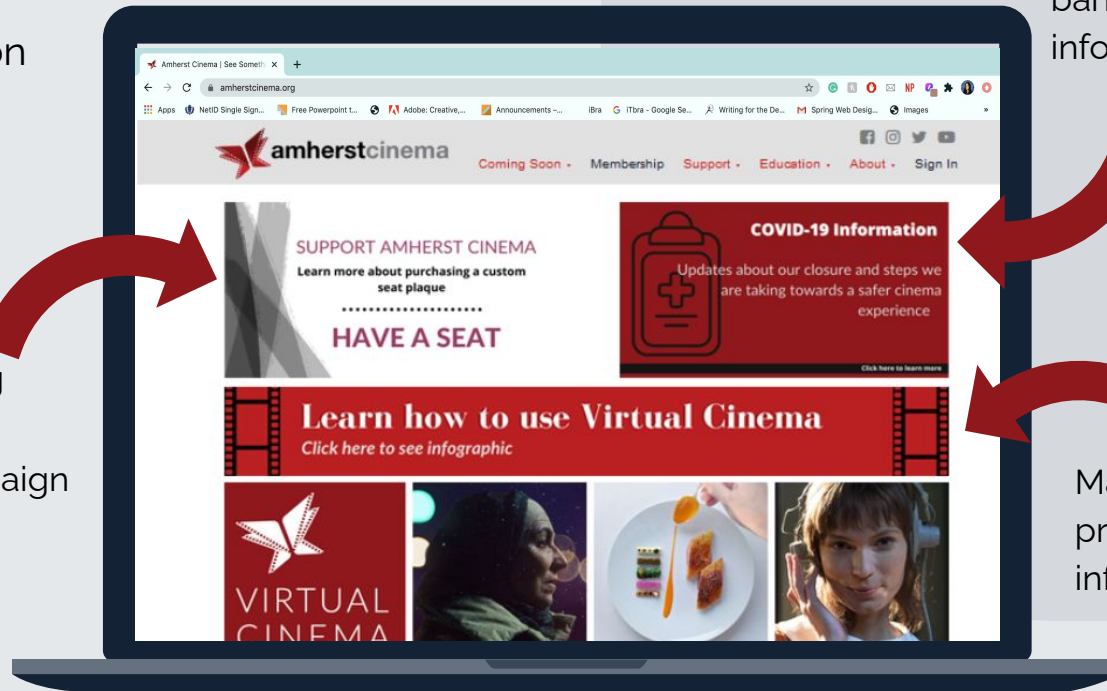 on
aign
Amherst Cinema | See Someth
amherstcinema.org
Apps NetID Single Sign... Free Powerpoint t... Adobe: Creative,... Announcements –... iBra iTbra - Google Se... Writing for the De... Spring Web Desig... Images »
amherstcinema
Coming Soon Membership Support Education About Sign In
SUPPORT AMHERST CINEMA
Learn more about purchasing a custom
seat plaque
HAVE A SEAT
COVID-19 Information
Updates about our closure and steps we
are taking towards a safer cinema
experience
Click here to learn more
Learn how to use Virtual Cinema
Click here to see infographic
VIRTUAL
CINEMA
info
Ma
pr